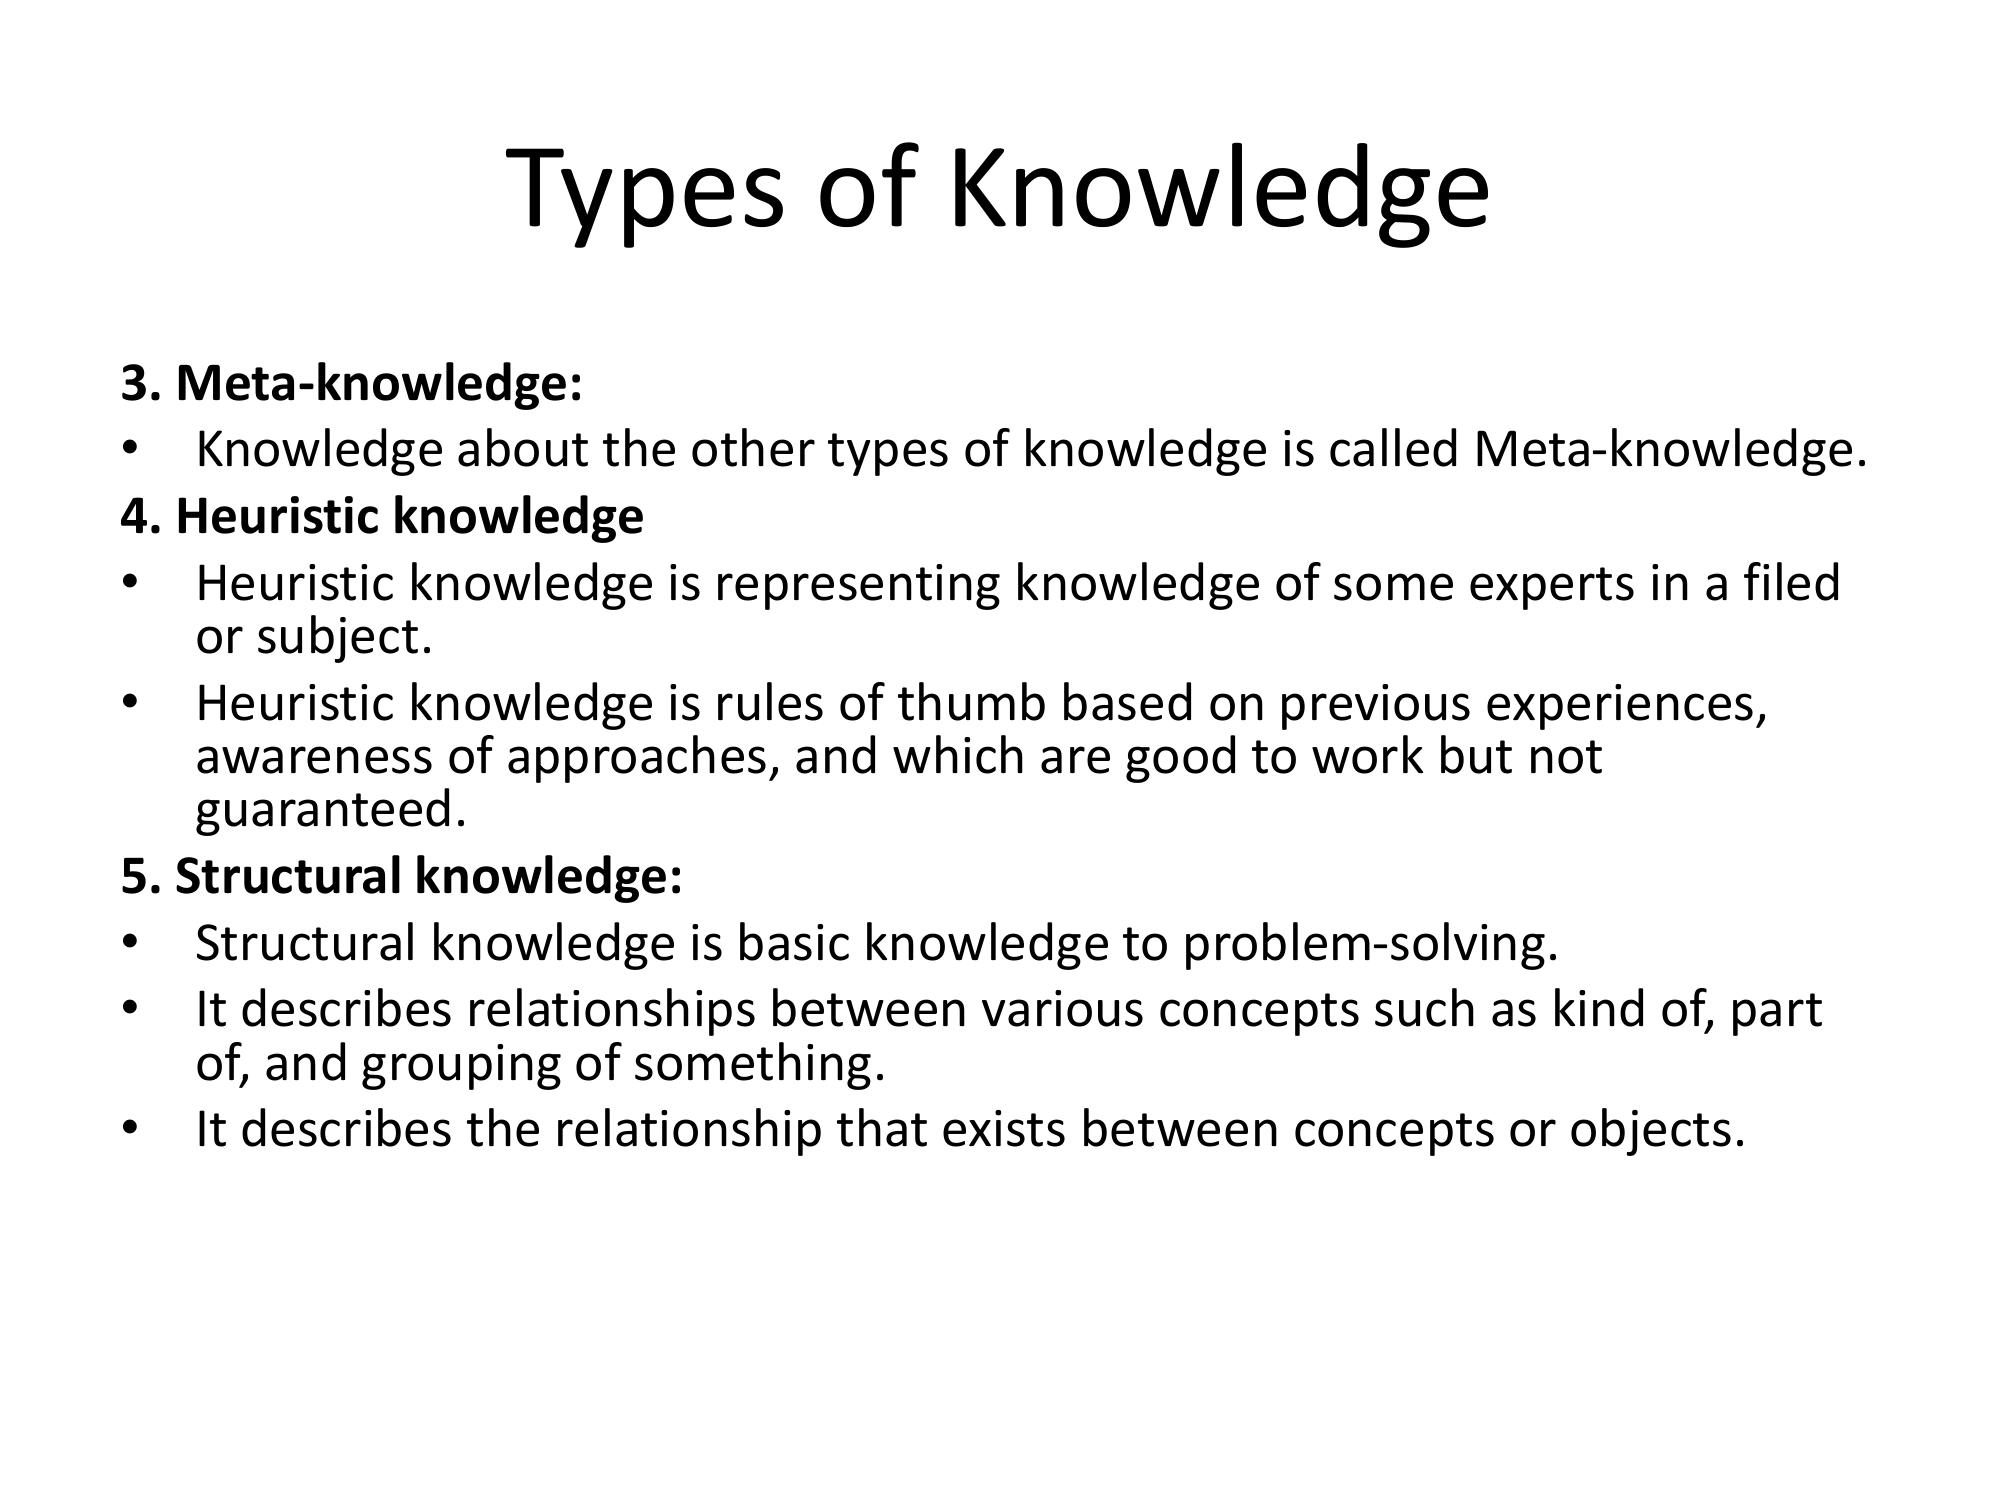 Types of Knowledge
3. Meta-knowledge:
• Knowledge about the other types of knowledge is called Meta-knowledge.
4. Heuristic knowledge
• Heuristic knowledge is representing knowledge of some experts in a filed
or subject.
• Heuristic knowledge is rules of thumb based on previous experiences,
awareness of approaches, and which are good to work but not
guaranteed.
5. Structural knowledge:
• Structural knowledge is basic knowledge to problem-solving.
• It describes relationships between various concepts such as kind of, part
of, and grouping of something.
• It describes the relationship that exists between concepts or objects.